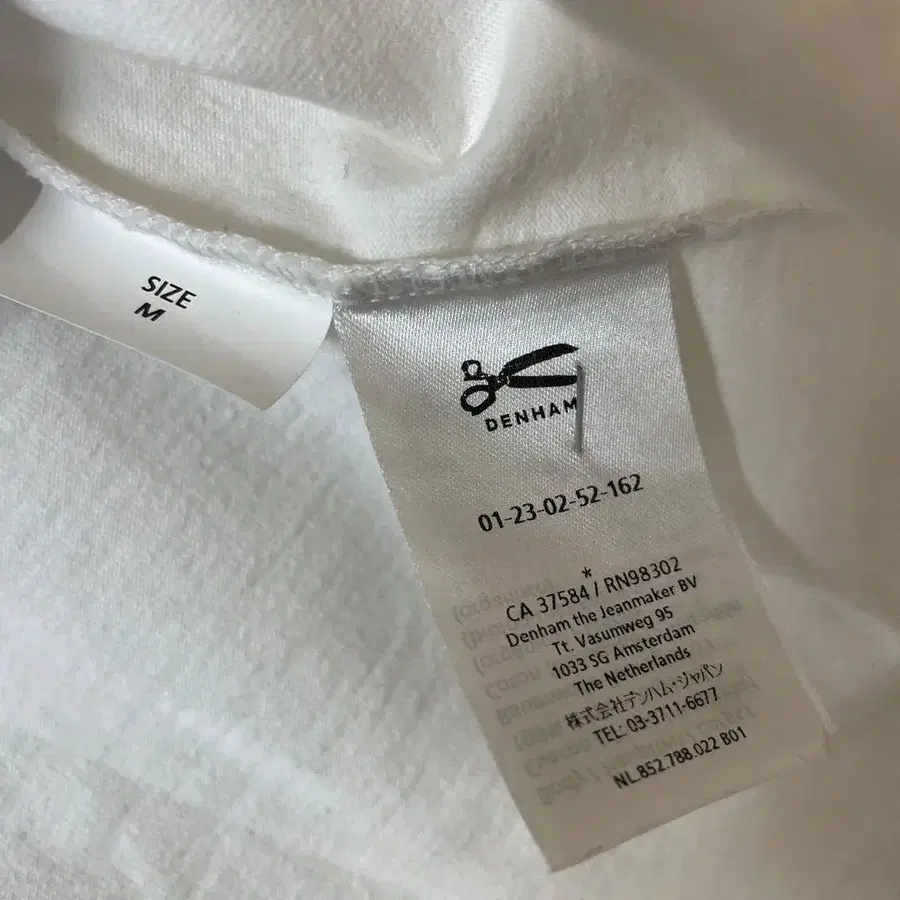 SIZE
M
DENHAM
01-23-02-52-162
*
CA 37584 / RN98302
Denham the Jeanmaker BV
Tt. Vasumweg 95
1033 SG Amsterdam
The Netherlands
株式会社デンハム・ジャパン
TEL: 03-3711-6677
NL.852.788.022 B01